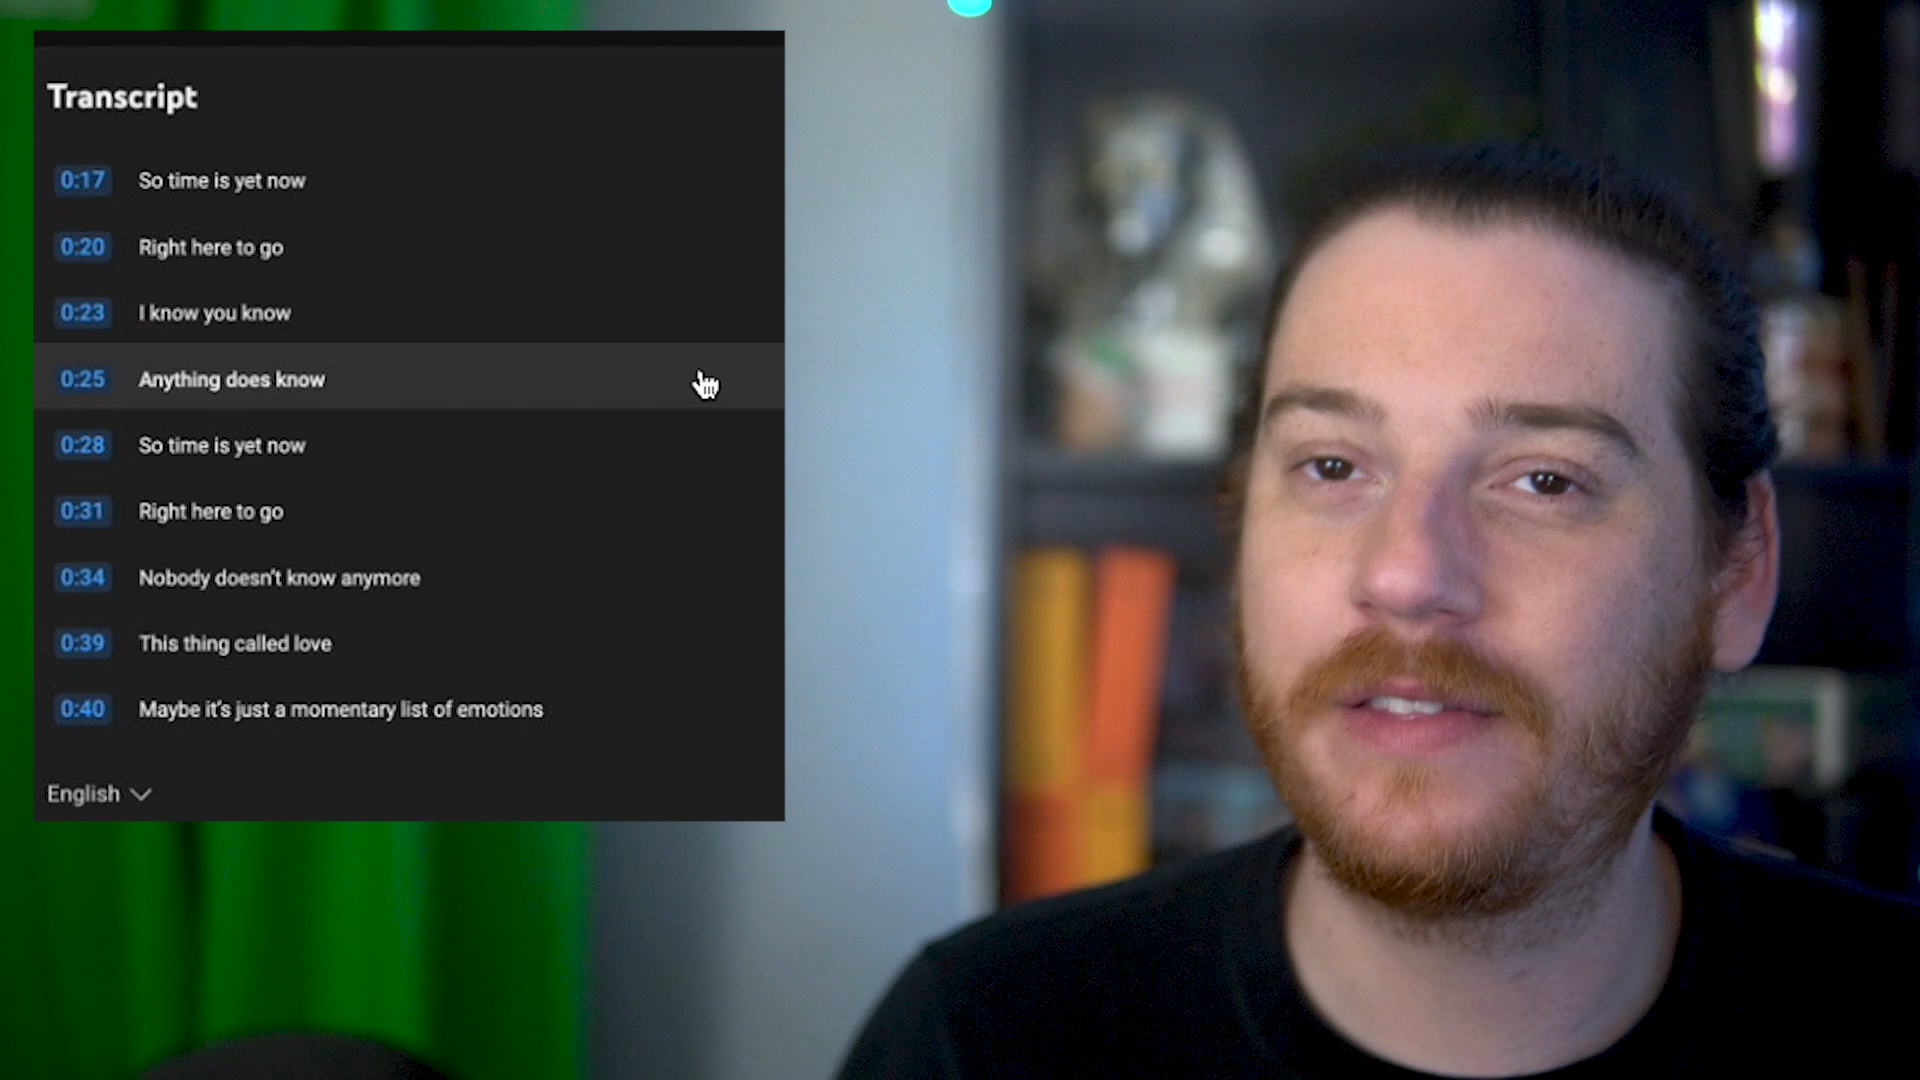 Transcript
0:17 So time is yet now
0:20 Right here to go
0:23 I know you know
0:25 Anything does know
0:28 So time is yet now
0:31 Right here to go
0:34 Nobody doesn't know anymore
0:39 This thing called love
0:40 Maybe it's just a momentary list of emotions
English